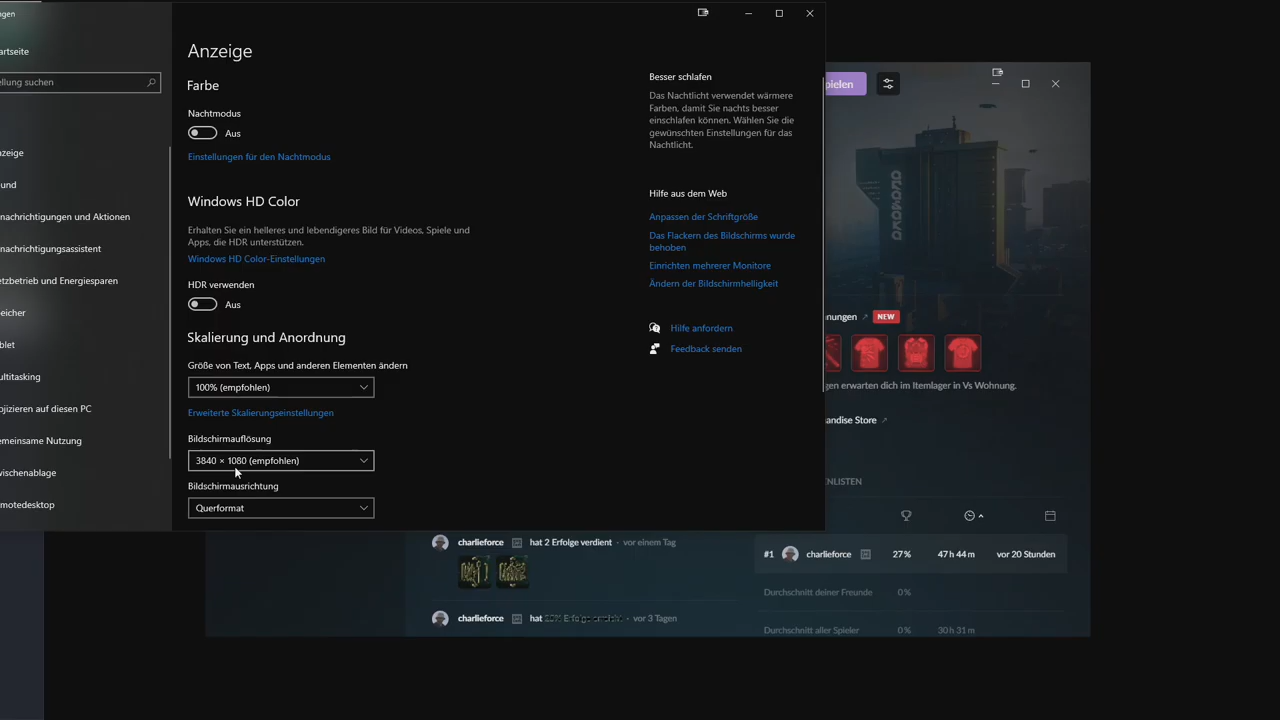 ngen
artseite
ellung suchen
nzeige
und
nachrichtigungen und Aktionen
nachrichtigungsassistent
etzbetrieb und Energiesparen
eicher
blet
ultitasking
ojizieren auf diesen PC
emeinsame Nutzung
wischenablage
motedesktop
Anzeige
Farbe
Nachtmodus
Aus
Einstellungen für den Nachtmodus
Windows HD Color
Erhalten Sie ein helleres und lebendigeres Bild für Videos, Spiele und
Apps, die HDR unterstützen.
Windows HD Color-Einstellungen
HDR verwenden
Aus
Skalierung und Anordnung
Größe von Text, Apps und anderen Elementen ändern
100% (empfohlen)
Erweiterte Skalierungseinstellungen
Bildschirmauflösung
3840 × 1080 (empfohlen)
Bildschirmausrichtung
Querformat
Besser schlafen
Das Nachtlicht verwendet wärmere
Farben, damit Sie nachts besser
einschlafen können. Wählen Sie die
gewünschten Einstellungen für das
Nachtlicht.
Hilfe aus dem Web
Anpassen der Schriftgröße
Das Flackern des Bildschirms wurde
behoben
Einrichten mehrerer Monitore
Ändern der Bildschirmhelligkeit
Hilfe anfordern
Feedback senden
pielen
nungen NEW
gen erwarten dich im Itemlager in Vs Wohnung.
andise Store
ENLISTEN
#1 charlieforce 27% 47 h 44 m vor 20 Stunden
Durchschnitt deiner Freunde 0%
Durchschnitt aller Spieler 0% 30 h 31 m
charlieforce hat 2 Erfolge verdient · vor einem Tag
charlieforce hat · vor 3 Tagen